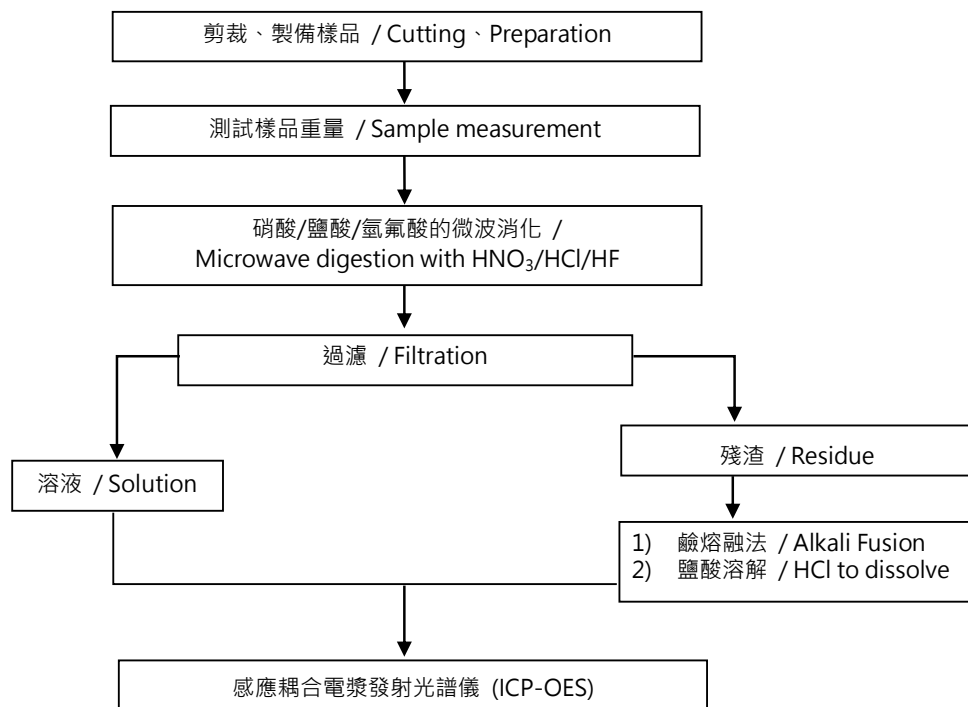 剪裁、製備樣品 / Cutting、Preparation
測試樣品重量 / Sample measurement
硝酸/鹽酸/氫氟酸的微波消化 /
Microwave digestion with HNO₃/HCl/HF
過濾 / Filtration
溶液 / Solution
殘渣 / Residue
1) 鹼熔融法 / Alkali Fusion
2) 鹽酸溶解 / HCl to dissolve
感應耦合電漿發射光譜儀 (ICP-OES)